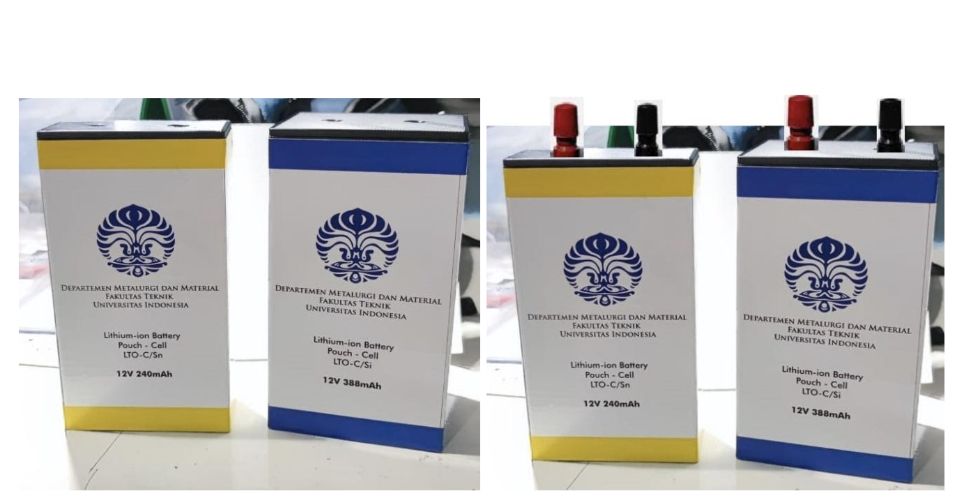 DEPARTEMEN METALURGI DAN MATERIAL
FAKULTAS TEKNIK
UNIVERSITAS INDONESIA
Lithium-ion Battery
Pouch - Cell
LTO-C/Sn
12V 240mAh
DEPARTEMEN METALURGI DAN MATERIAL
FAKULTAS TEKNIK
UNIVERSITAS INDONESIA
Lithium-ion Battery
Pouch - Cell
LTO-C/Si
12V 388mAh
DEPARTEMEN METALURGI DAN MATERIAL
FAKULTAS TEKNIK
UNIVERSITAS INDONESIA
Lithium-ion Battery
Pouch - Cell
LTO-C/Sn
12V 240mAh
DEPARTEMEN METALURGI DAN MATERIAL
FAKULTAS TEKNIK
UNIVERSITAS INDONESIA
Lithium-ion Battery
Pouch - Cell
LTO-C/Si
12V 388mAh